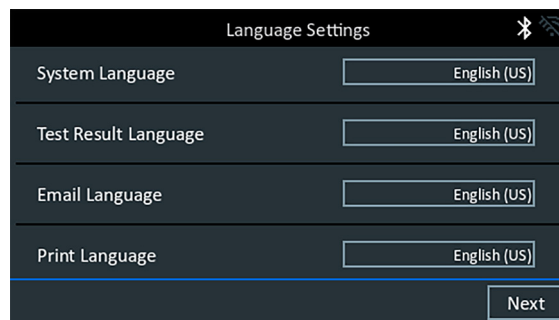 Language Settings
System Language English (US)
Test Result Language English (US)
Email Language English (US)
Print Language English (US)
Next